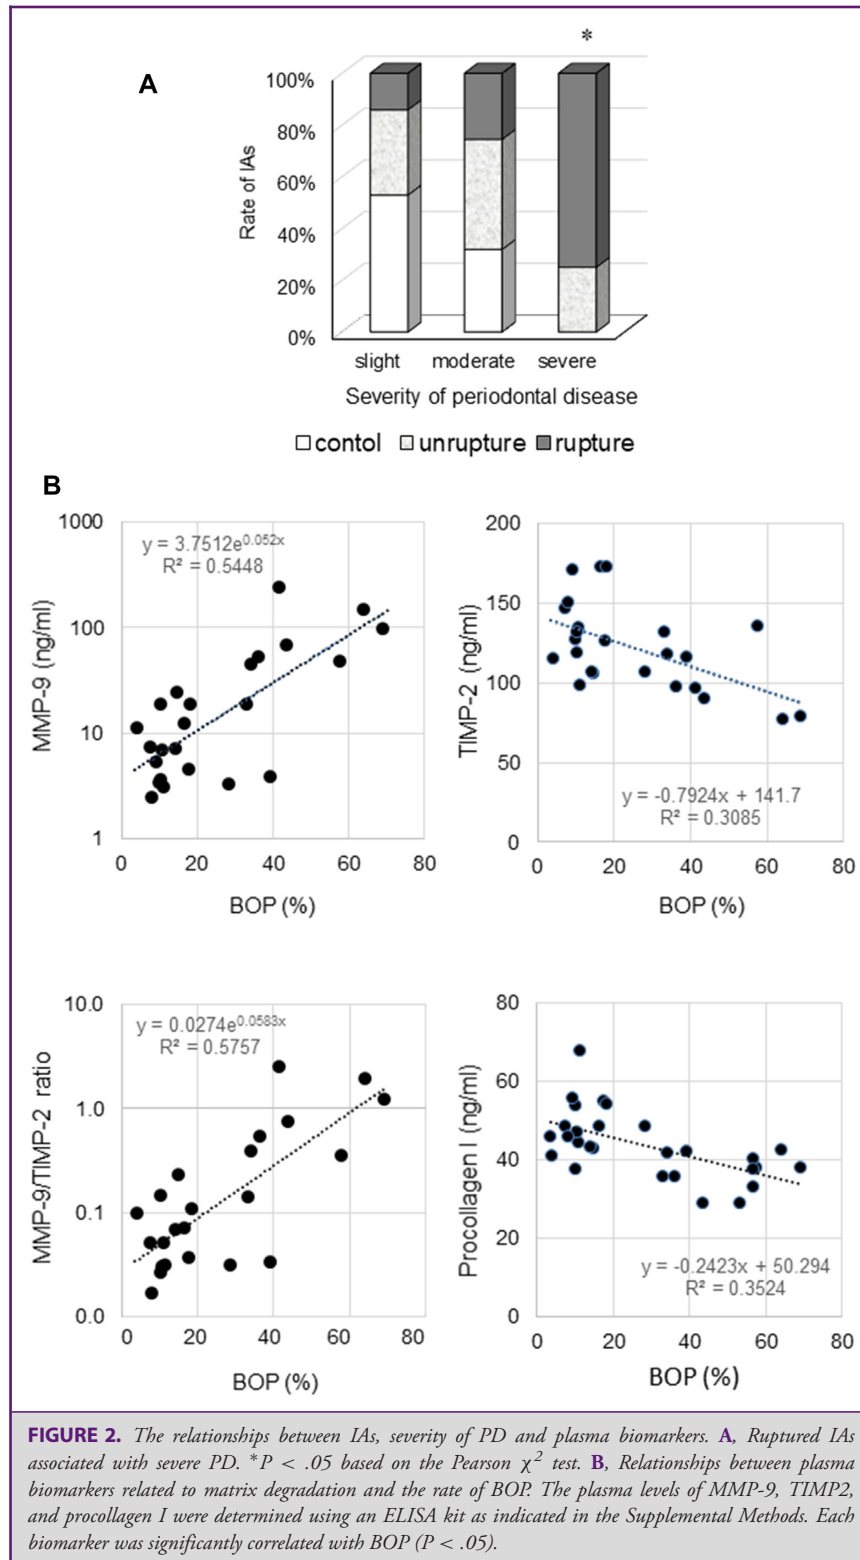 *
A
100%
80%
60%
40%
20%
0%
Rate of IAs
slight moderate severe
Severity of periodontal disease
contol unrupture rupture
B
1000
100
10
1
MMP-9 (ng/ml)
y = 3.7512e^0.052x
R² = 0.5448
0 20 40 60 80
BOP (%)
200
150
100
50
0
TIMP-2 (ng/ml)
y = -0.7924x + 141.7
R² = 0.3085
0 20 40 60 80
BOP (%)
10.0
1.0
0.1
0.0
MMP-9/TIMP-2 ratio
y = 0.0274e^0.0583x
R² = 0.5757
0 20 40 60 80
BOP (%)
80
60
40
20
0
Procollagen I (ng/ml)
y = -0.2423x + 50.294
R² = 0.3524
0 20 40 60 80
BOP (%)
FIGURE 2. The relationships between IAs, severity of PD and plasma biomarkers. A, Ruptured IAs
associated with severe PD. *P < .05 based on the Pearson χ² test. B, Relationships between plasma
biomarkers related to matrix degradation and the rate of BOP. The plasma levels of MMP-9, TIMP2,
and procollagen I were determined using an ELISA kit as indicated in the Supplemental Methods. Each
biomarker was significantly correlated with BOP (P < .05).